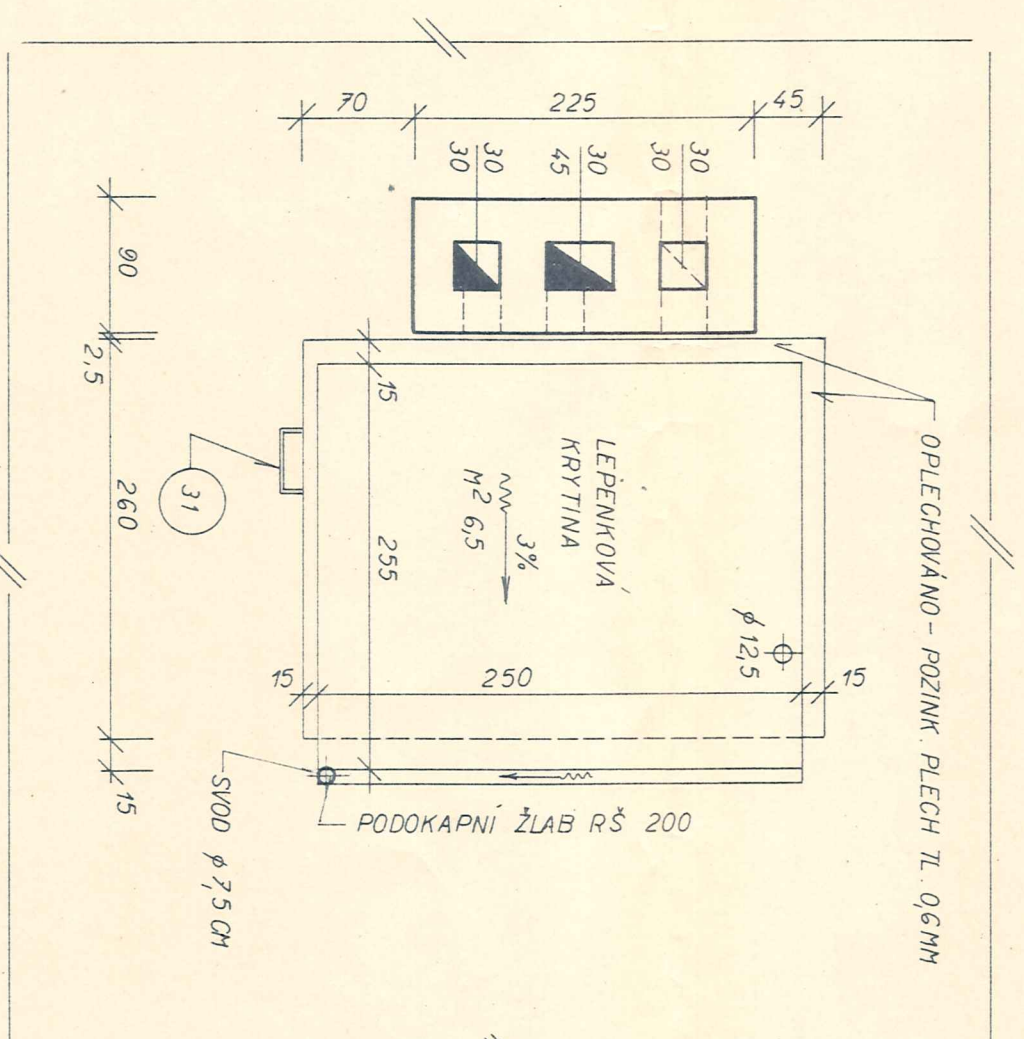 70
225
45
30
30
30
45
30
30
90
2,5
260
15
15
255
LEPENKOVÁ
KRYTINA
3%
M2 6,5
31
φ 12,5
15
250
15
PODOKAPNÍ ŽLAB RŠ 200
SVOD φ 7,5 CM
OPLECHOVÁNO - POZINK. PLECH TL. 0,6MM